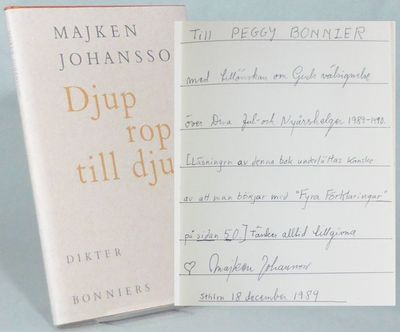 MAJKEN
JOHANSSO
Djup
rop
till dju
DIKTER
BONNIERS
Till PEGGY BONNIER
med tillönskan om Guds välsignelse
över Dina Jul- och Nyårshelger 1989-1990.
[Läsningen av denna bok underlättas kanske
av att man börjar med "Fyra Förklaringar"
på sidan 50] Tänker alltid tillgivna
♡ Majken Johansson
Sthlm 18 december 1989